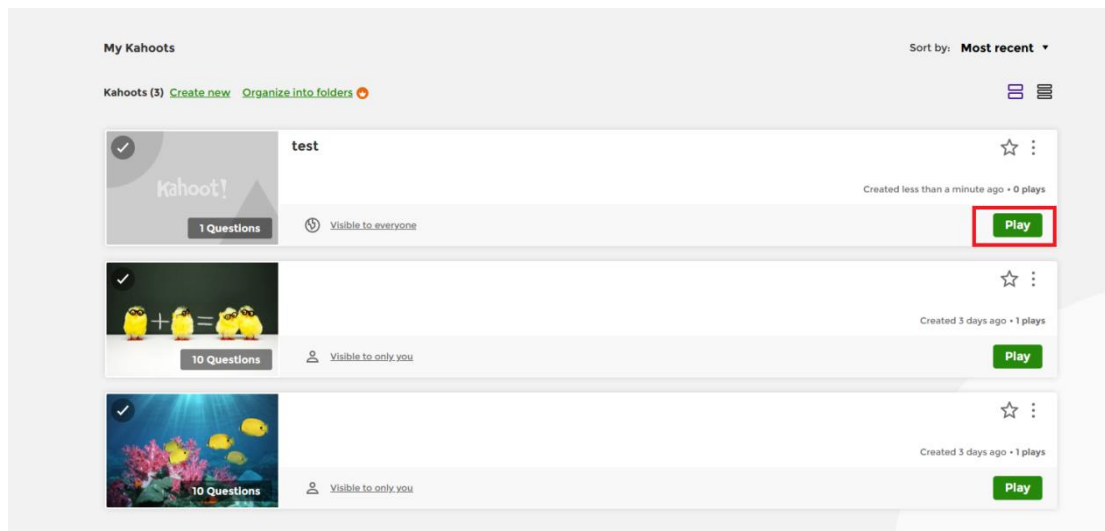 My Kahoots
Sort by: Most recent
Kahoots (3) Create new Organize into folders
test
Kahoot!
Created less than a minute ago • 0 plays
1 Questions
Visible to everyone
Play
+ =
Created 3 days ago • 1 plays
10 Questions
Visible to only you
Play
Created 3 days ago • 1 plays
10 Questions
Visible to only you
Play